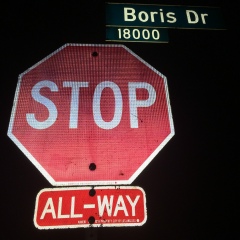 Boris Dr
18000
STOP
ALL-WAY